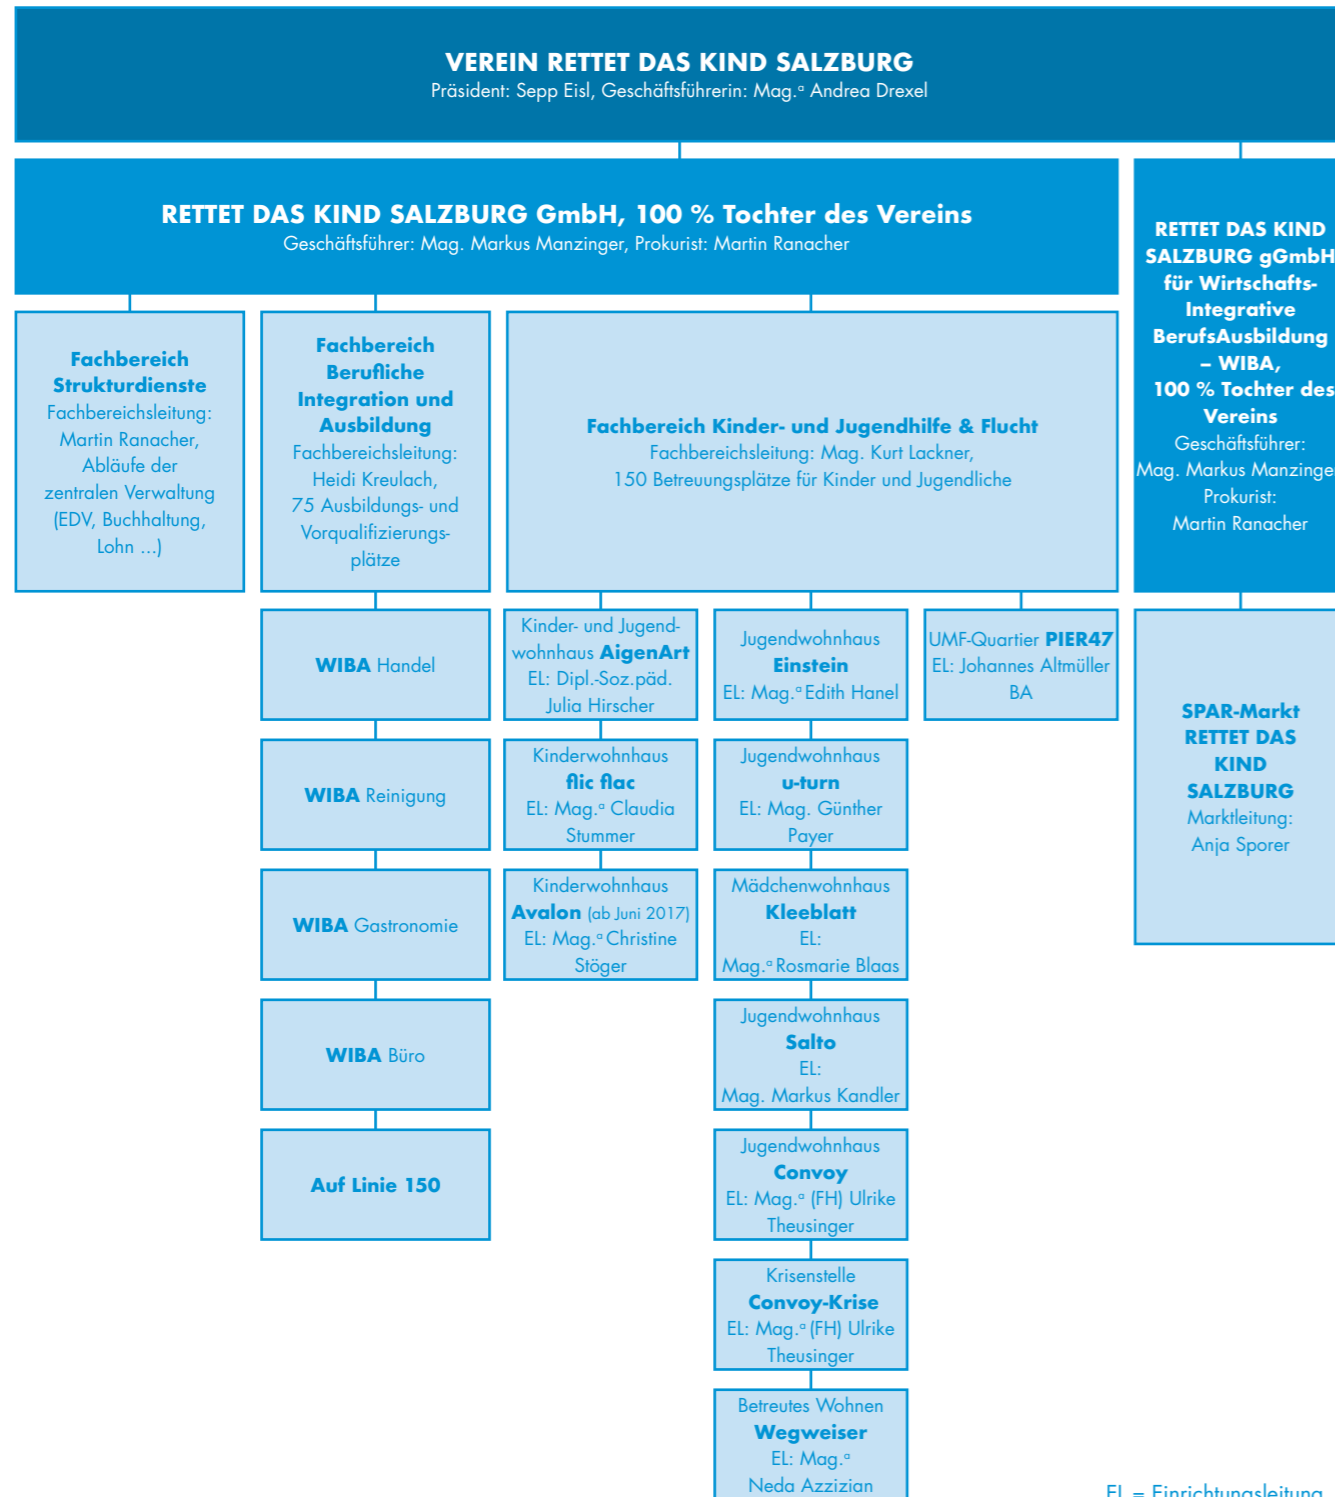 VEREIN RETTET DAS KIND SALZBURG
Präsident: Sepp Eisl, Geschäftsführerin: Mag.ª Andrea Drexel
RETTET DAS KIND SALZBURG GmbH, 100 % Tochter des Vereins
Geschäftsführer: Mag. Markus Manzinger, Prokurist: Martin Ranacher
RETTET DAS KIND
SALZBURG gGmbH
für Wirtschafts-
Integrative
BerufsAusbildung
– WIBA,
100 % Tochter des
Vereins
Geschäftsführer:
Mag. Markus Manzinger
Prokurist:
Martin Ranacher
Fachbereich
Strukturdienste
Fachbereichsleitung:
Martin Ranacher,
Abläufe der
zentralen Verwaltung
(EDV, Buchhaltung,
Lohn ...)
Fachbereich
Berufliche
Integration und
Ausbildung
Fachbereichsleitung:
Heidi Kreulach,
75 Ausbildungs- und
Vorqualifizierungs-
plätze
Fachbereich Kinder- und Jugendhilfe & Flucht
Fachbereichsleitung: Mag. Kurt Lackner,
150 Betreuungsplätze für Kinder und Jugendliche
WIBA Handel
WIBA Reinigung
WIBA Gastronomie
WIBA Büro
Auf Linie 150
Kinder- und Jugend-
wohnhaus AigenArt
EL: Dipl.-Soz.päd.
Julia Hirscher
Kinderwohnhaus
flic flac
EL: Mag.ª Claudia
Stummer
Kinderwohnhaus
Avalon (ab Juni 2017)
EL: Mag.ª Christine
Stöger
Jugendwohnhaus
Einstein
EL: Mag.ª Edith Hanel
Jugendwohnhaus
u-turn
EL: Mag. Günther
Payer
Mädchenwohnhaus
Kleeblatt
EL:
Mag.ª Rosmarie Blaas
Jugendwohnhaus
Salto
EL:
Mag. Markus Kandler
Jugendwohnhaus
Convoy
EL: Mag.ª (FH) Ulrike
Theusinger
Krisenstelle
Convoy-Krise
EL: Mag.ª (FH) Ulrike
Theusinger
Betreutes Wohnen
Wegweiser
EL: Mag.ª
Neda Azzizian
UMF-Quartier PIER47
EL: Johannes Altmüller
BA
SPAR-Markt
RETTET DAS
KIND
SALZBURG
Marktleitung:
Anja Sporer
EL = Einrichtungsleitung